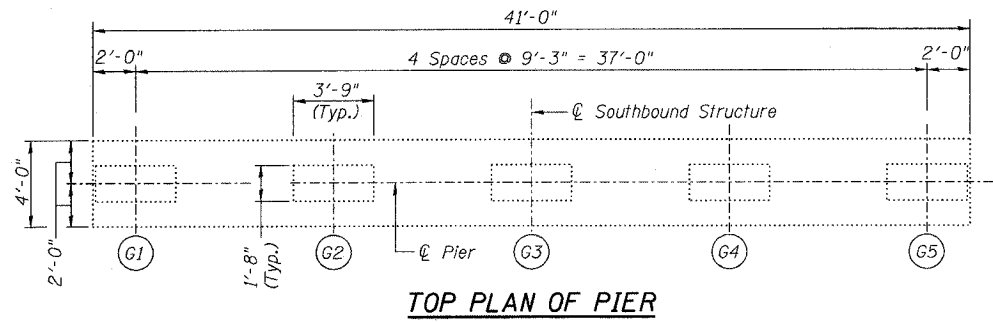 41'-0"
2'-0"
4 Spaces @ 9'-3" = 37'-0"
2'-0"
3'-9"
(Typ.)
℄ Southbound Structure
4'-0"
2'-0"
1'-8"
(Typ.)
℄ Pier
G1
G2
G3
G4
G5
TOP PLAN OF PIER